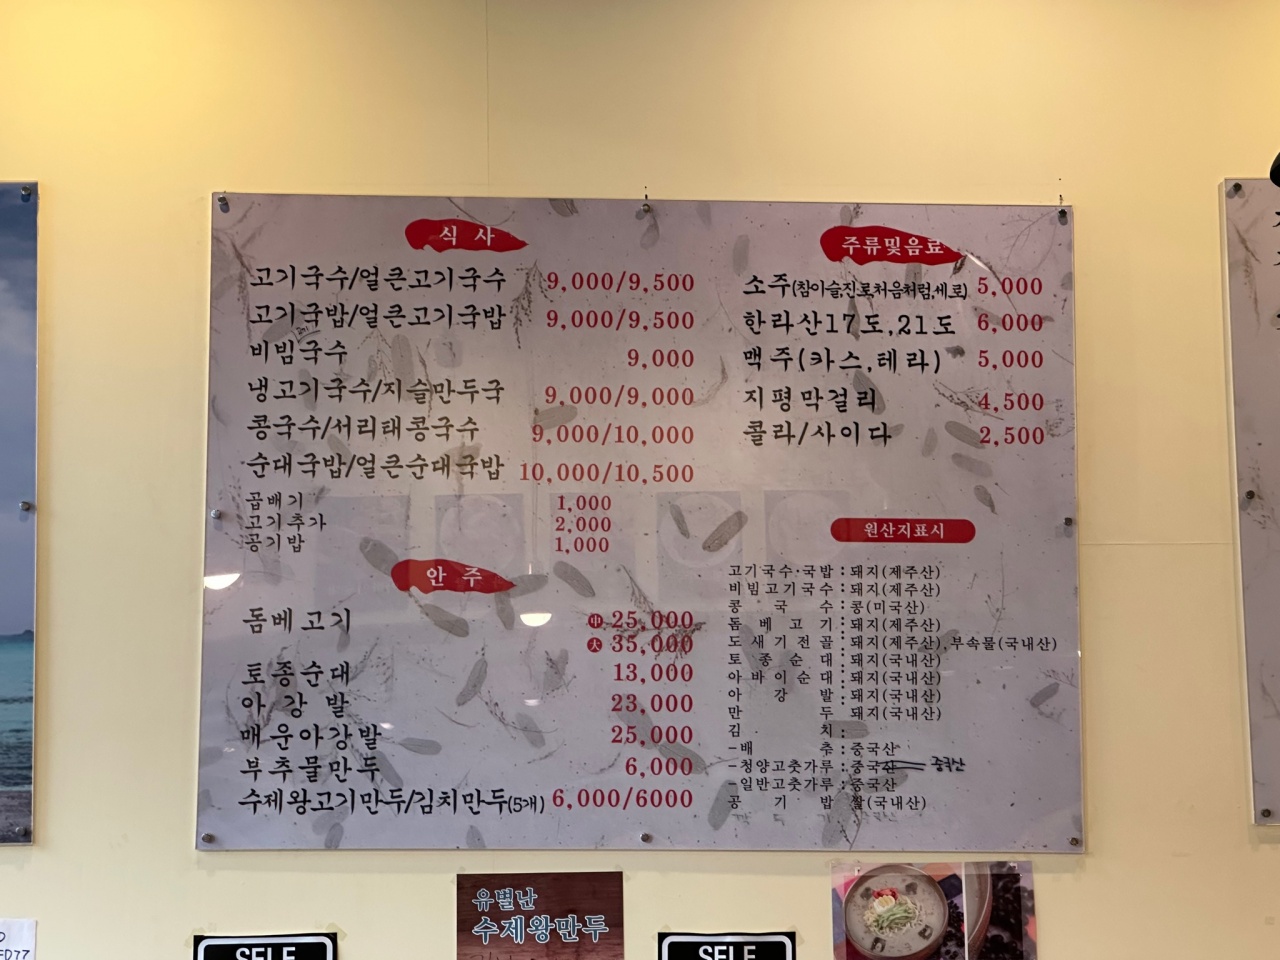 식 사
고기국수/얼큰고기국수 9,000/9,500
고기국밥/얼큰고기국밥 9,000/9,500
비빔국수 9,000
냉고기국수/지슬만두국 9,000/9,000
콩국수/서리태콩국수 9,000/10,000
순대국밥/얼큰순대국밥 10,000/10,500
곱배기 1,000
고기추가 2,000
공기밥 1,000
안 주
돔베고기 中 25,000
大 35,000
토종순대 13,000
아 강 발 23,000
매운아강발 25,000
부추물만두 6,000
수제왕고기만두/김치만두(5개) 6,000/6000
주류및음료
소주(참이슬,진로,처음처럼,새로) 5,000
한라산17도,21도 6,000
맥주(카스,테라) 5,000
지평막걸리 4,500
콜라/사이다 2,500
원산지표시
고기국수·국밥 : 돼지(제주산)
비빔고기국수 : 돼지(제주산)
콩 국 수 : 콩(미국산)
돔 베 고 기 : 돼지(제주산)
도 새 기 전 골 : 돼지(제주산),부속물(국내산)
토 종 순 대 : 돼지(국내산)
아 바 이 순 대 : 돼지(국내산)
아 강 발 : 돼지(국내산)
만 두 돼지(국내산)
김 치 :
-배 추 : 중국산
-청양고춧가루 : 중국산 중국산
-일반고춧가루 : 중국산
공 기 밥 쌀(국내산)
유별난
수제왕만두
SELF
SELF